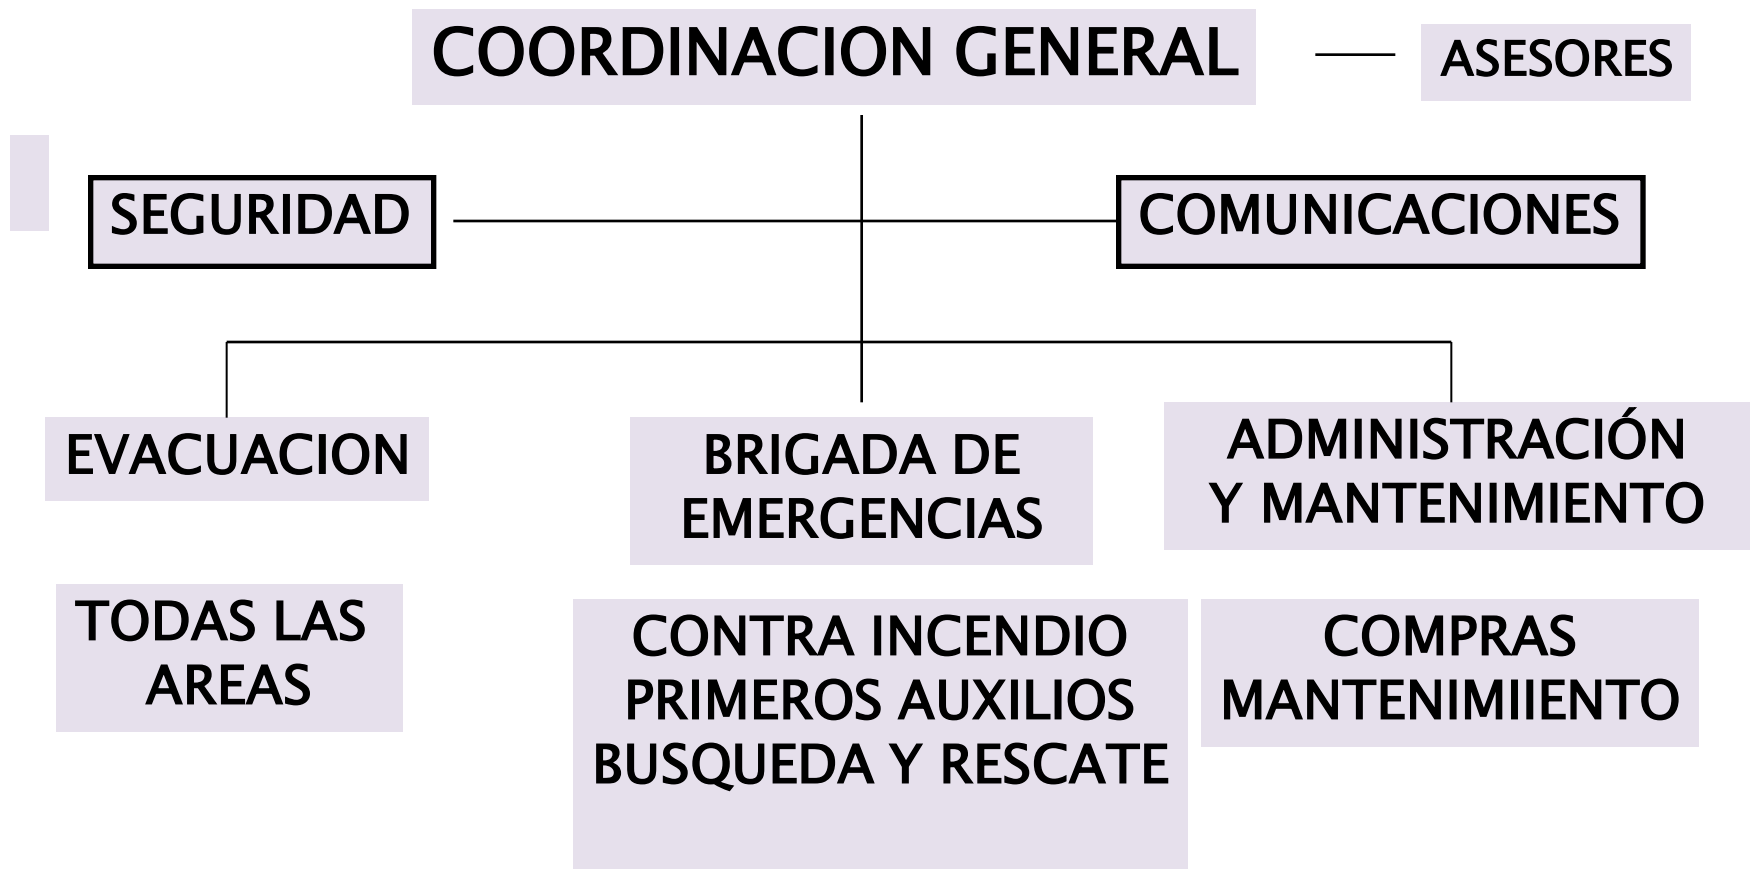 COORDINACION GENERAL
ASESORES
SEGURIDAD
COMUNICACIONES
EVACUACION
BRIGADA DE
EMERGENCIAS
ADMINISTRACIÓN
Y MANTENIMIENTO
TODAS LAS
AREAS
CONTRA INCENDIO
PRIMEROS AUXILIOS
BUSQUEDA Y RESCATE
COMPRAS
MANTENIMIIENTO